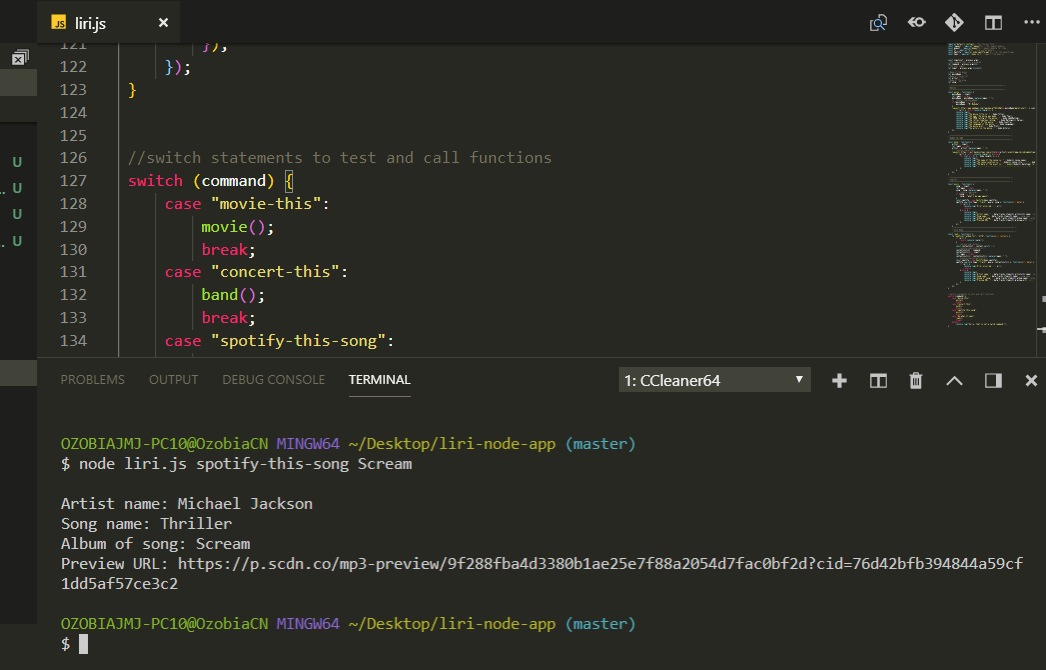 JS liri.js
121 });
122 });
123 }
124
125
126 //switch statements to test and call functions
127 switch (command) {
128 case "movie-this":
129 movie();
130 break;
131 case "concert-this":
132 band();
133 break;
134 case "spotify-this-song":
U
U
U
U
PROBLEMS OUTPUT DEBUG CONSOLE TERMINAL 1: CCleaner64
OZOBIAJMJ-PC10@OzobiaCN MINGW64 ~/Desktop/liri-node-app (master)
$ node liri.js spotify-this-song Scream
Artist name: Michael Jackson
Song name: Thriller
Album of song: Scream
Preview URL: https://p.scdn.co/mp3-preview/9f288fba4d3380b1ae25e7f88a2054d7fac0bf2d?cid=76d42bfb394844a59cf
1dd5af57ce3c2
OZOBIAJMJ-PC10@OzobiaCN MINGW64 ~/Desktop/liri-node-app (master)
$